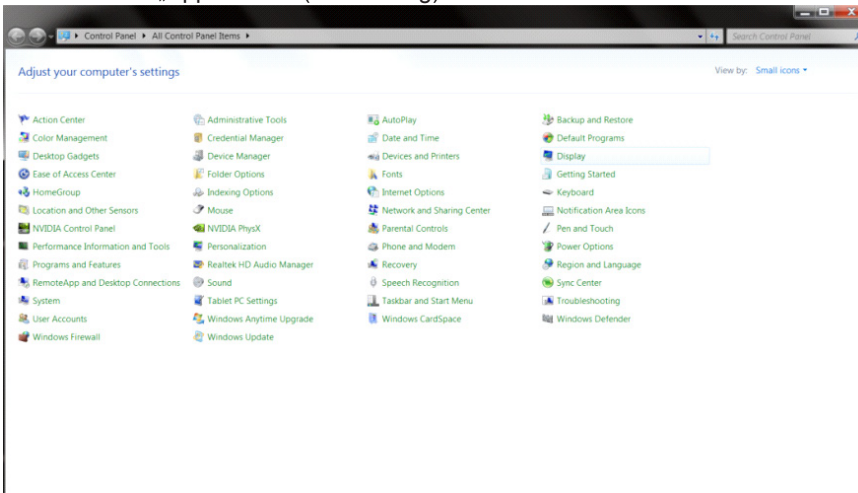 Control Panel ▸ All Control Panel Items ▸
Search Control Panel
Adjust your computer's settings
View by: Small icons
Action Center
Administrative Tools
AutoPlay
Backup and Restore
Color Management
Credential Manager
Date and Time
Default Programs
Desktop Gadgets
Device Manager
Devices and Printers
Display
Ease of Access Center
Folder Options
Fonts
Getting Started
HomeGroup
Indexing Options
Internet Options
Keyboard
Location and Other Sensors
Mouse
Network and Sharing Center
Notification Area Icons
NVIDIA Control Panel
NVIDIA PhysX
Parental Controls
Pen and Touch
Performance Information and Tools
Personalization
Phone and Modem
Power Options
Programs and Features
Realtek HD Audio Manager
Recovery
Region and Language
RemoteApp and Desktop Connections
Sound
Speech Recognition
Sync Center
System
Tablet PC Settings
Taskbar and Start Menu
Troubleshooting
User Accounts
Windows Anytime Upgrade
Windows CardSpace
Windows Defender
Windows Firewall
Windows Update